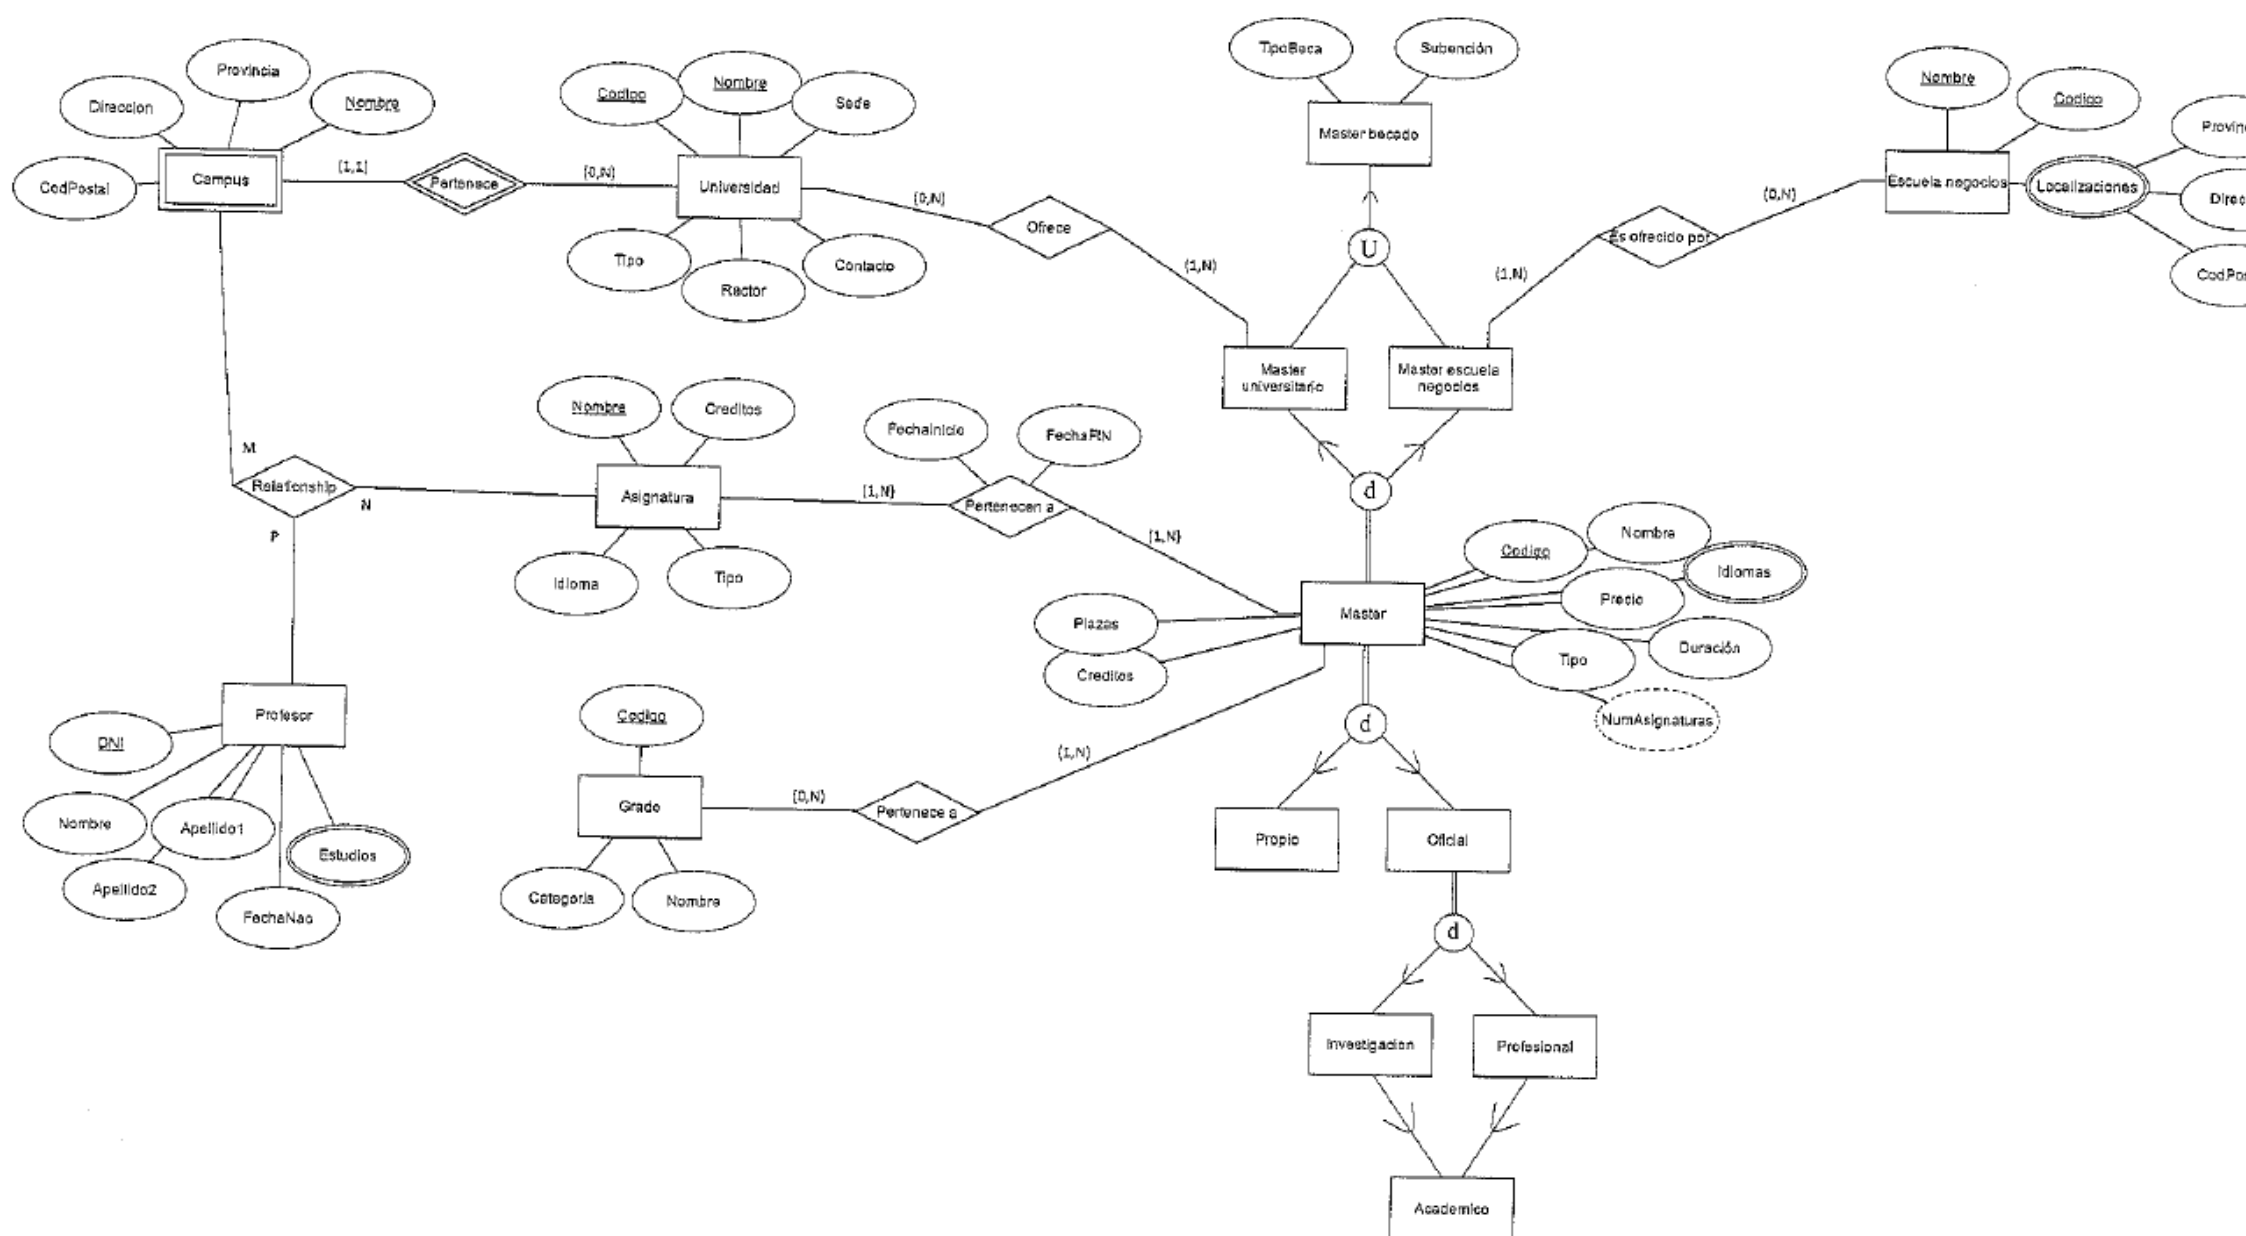 TipoBeca
Subención
Provincia
Nombre
Direccion
CodPostal
Campus
(1,1)
Pertenece
(0,N)
Codigo
Nombre
Sede
Universidad
Tipo
Rector
Contacto
(0,N)
Ofrece
(1,N)
Master becado
U
Nombre
Codigo
Escuela negocios
Localizaciones
(0,N)
Es ofrecido por
(1,N)
Master
universitario
Master escuela
negocios
d
Nombre
Creditos
Asignatura
Idioma
Tipo
(1,N)
FechaInicio
FechaFIN
Pertenecen a
(1,N)
M
Relationship
N
P
Codigo
Nombre
Idiomas
Precio
Master
Plazas
Creditos
Duración
Tipo
NumAsignaturas
Profesor
DNI
Nombre
Apellido1
Apellido2
FechaNac
Estudios
Codigo
Grado
Categoria
Nombre
(0,N)
Pertenece a
(1,N)
d
Propio
Oficial
d
Investigacion
Profesional
Academico